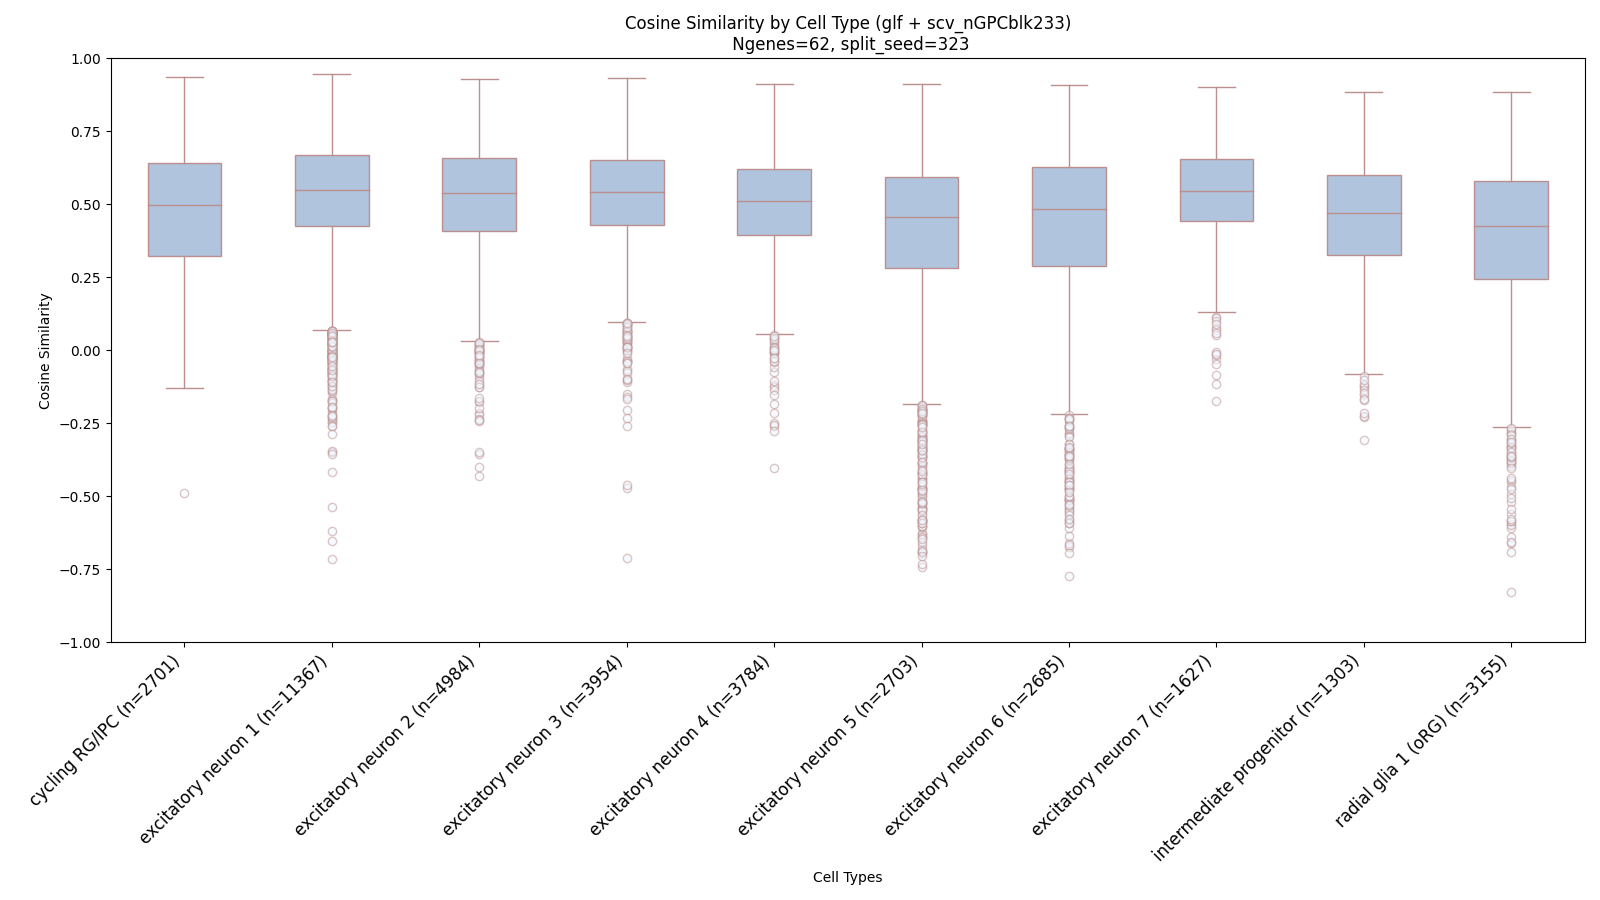 Cosine Similarity by Cell Type (glf + scv_nGPCblk233)
Ngenes=62, split_seed=323
1.00
0.75
0.50
0.25
0.00
−0.25
−0.50
−0.75
−1.00
Cosine Similarity
cycling RG/IPC (n=2701)
excitatory neuron 1 (n=11367)
excitatory neuron 2 (n=4984)
excitatory neuron 3 (n=3954)
excitatory neuron 4 (n=3784)
excitatory neuron 5 (n=2703)
excitatory neuron 6 (n=2685)
excitatory neuron 7 (n=1627)
intermediate progenitor (n=1303)
radial glia 1 (oRG) (n=3155)
Cell Types